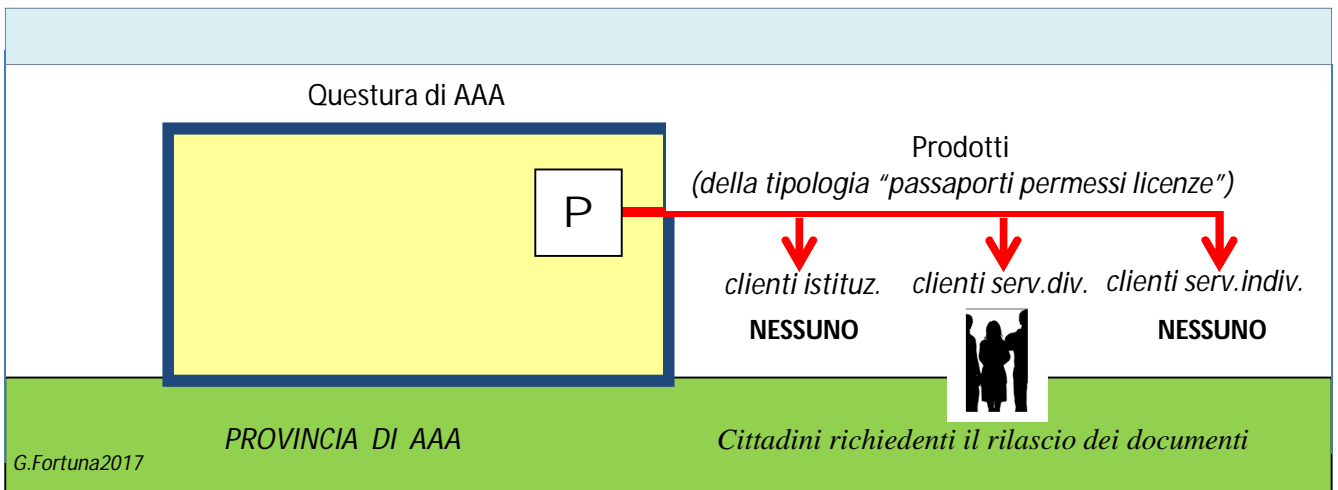 Questura di AAA
Prodotti
(della tipologia “passaporti permessi licenze”)
P
clienti istituz.
clienti serv.div.
clienti serv.indiv.
NESSUNO
NESSUNO
PROVINCIA DI AAA
Cittadini richiedenti il rilascio dei documenti
G.Fortuna2017